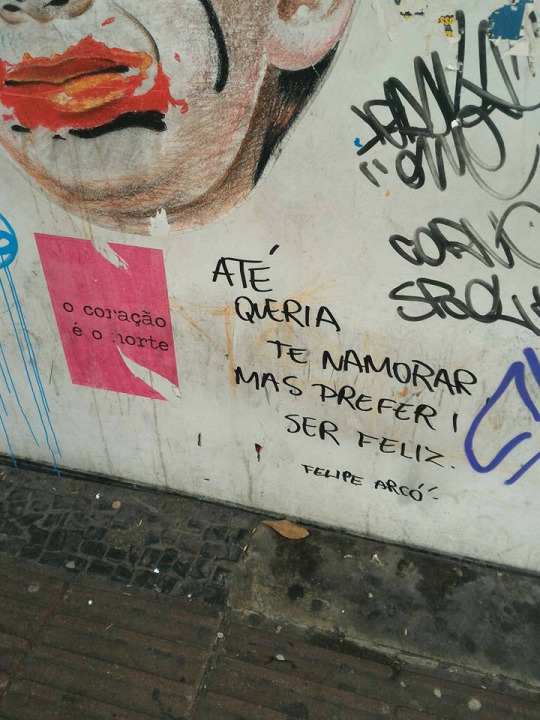 o coração
é o norte
ATÉ
QUERIA
TE NAMORAR
MAS PREFERI
SER FELIZ.
FELIPE ARCÓ